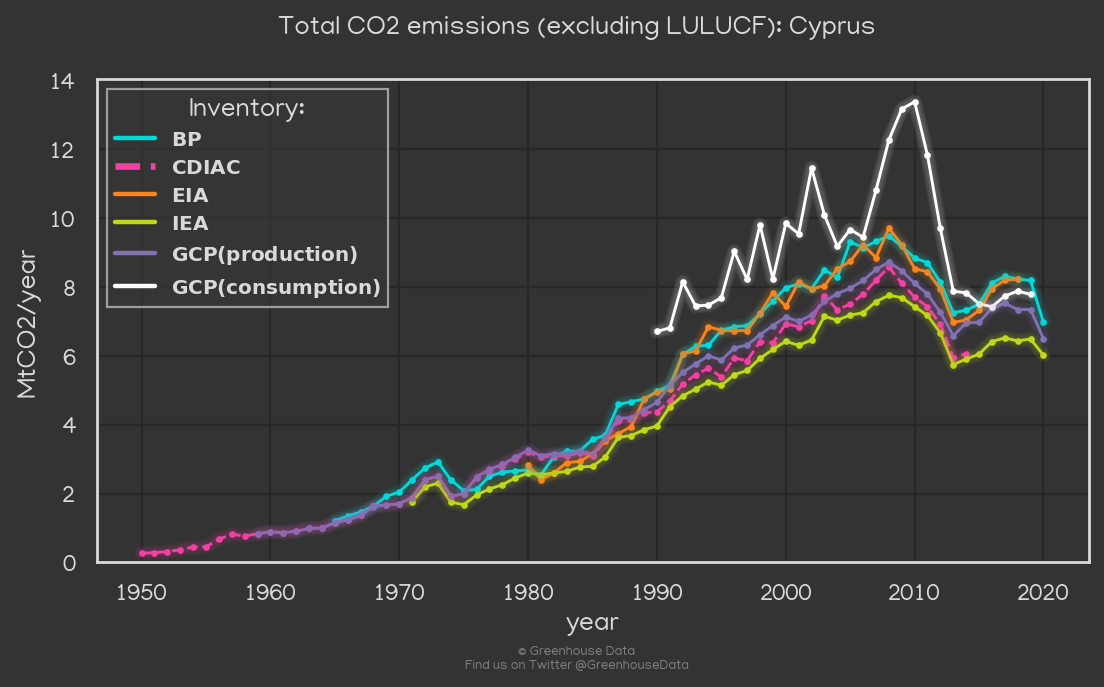 Total CO2 emissions (excluding LULUCF): Cyprus
14
12
10
8
6
4
2
0
MtCO2/year
Inventory:
BP
CDIAC
EIA
IEA
GCP(production)
GCP(consumption)
1950 1960 1970 1980 1990 2000 2010 2020
year
© Greenhouse Data
Find us on Twitter @GreenhouseData